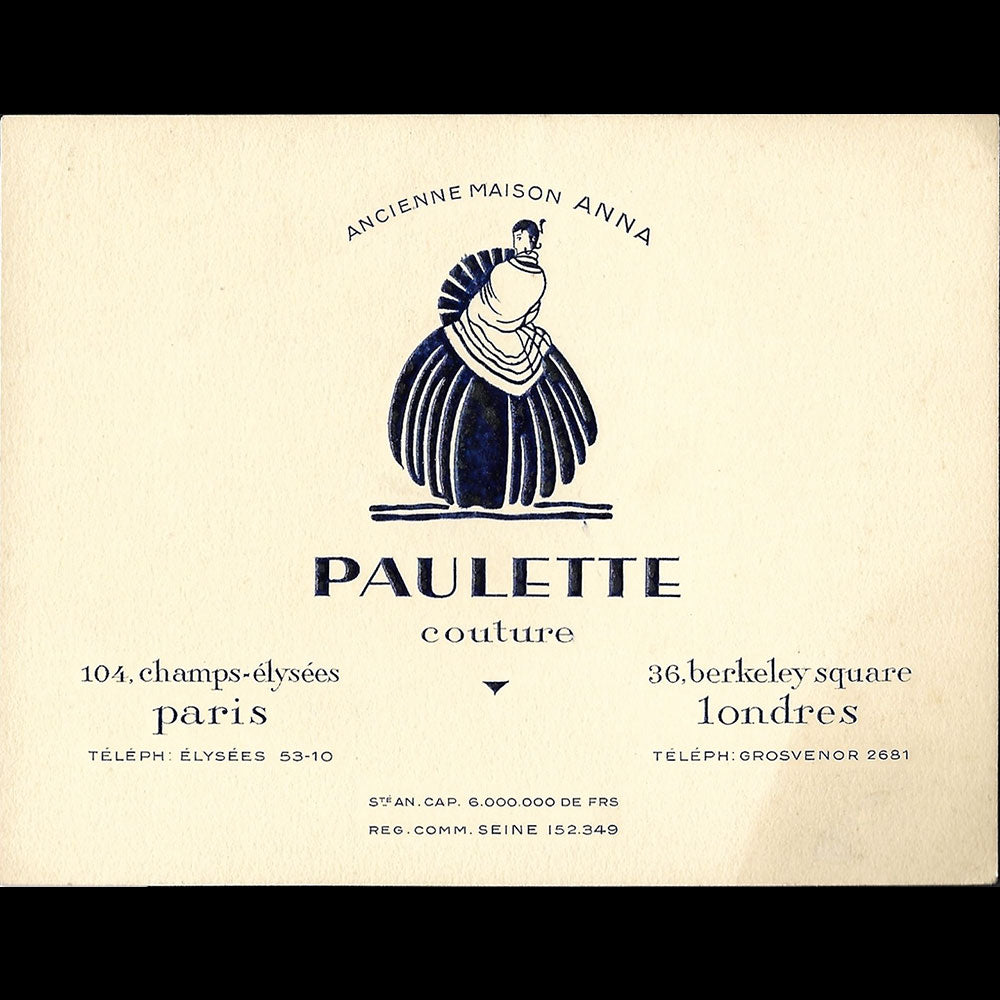 ANCIENNE MAISON ANNA
PAULETTE
couture
104, champs-élysées
paris
TÉLÉPH: ÉLYSÉES 53-10
36, berkeley square
londres
TÉLÉPH: GROSVENOR 2681
STÉ AN. CAP. 6.000.000 DE FRS
REG. COMM. SEINE 152.349